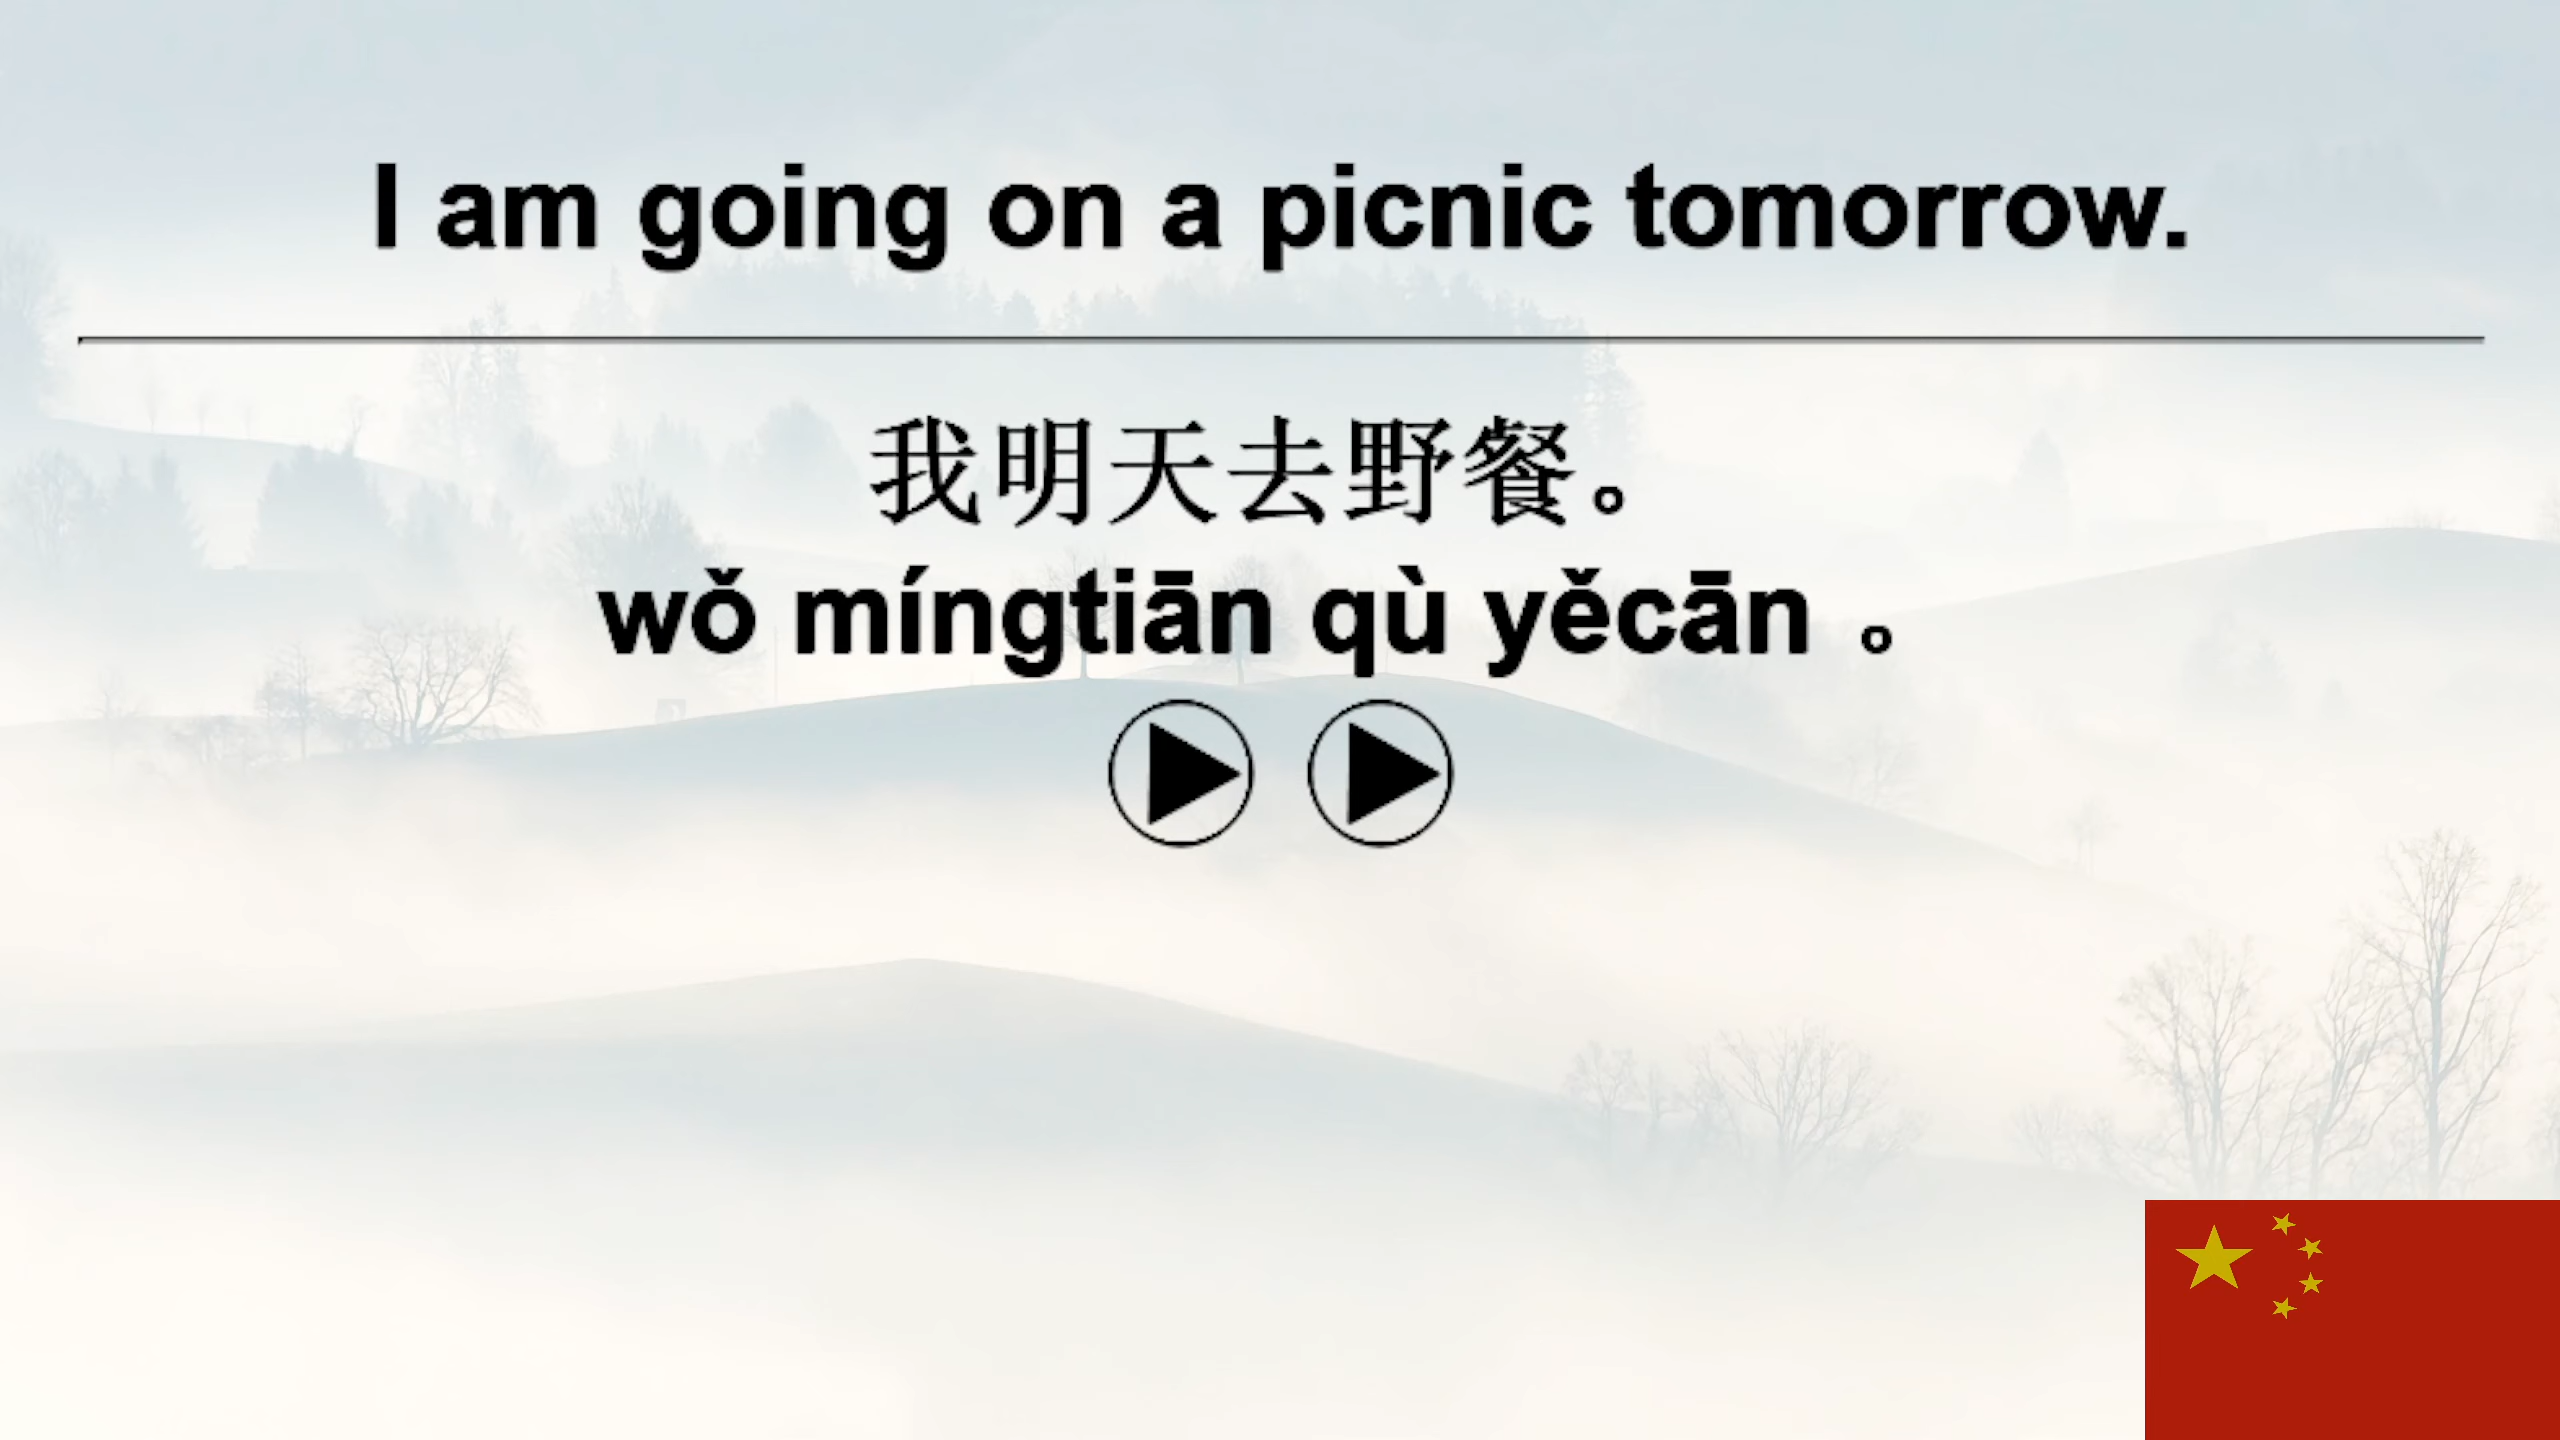 I am going on a picnic tomorrow.
我明天去野餐。
wǒ míngtiān qù yěcān 。